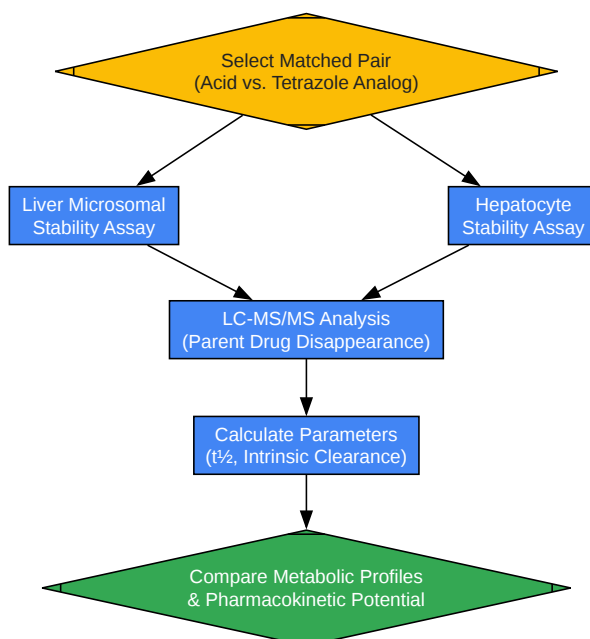 Select Matched Pair
(Acid vs. Tetrazole Analog)
Liver Microsomal
Stability Assay
Hepatocyte
Stability Assay
LC-MS/MS Analysis
(Parent Drug Disappearance)
Calculate Parameters
(t½, Intrinsic Clearance)
Compare Metabolic Profiles
& Pharmacokinetic Potential